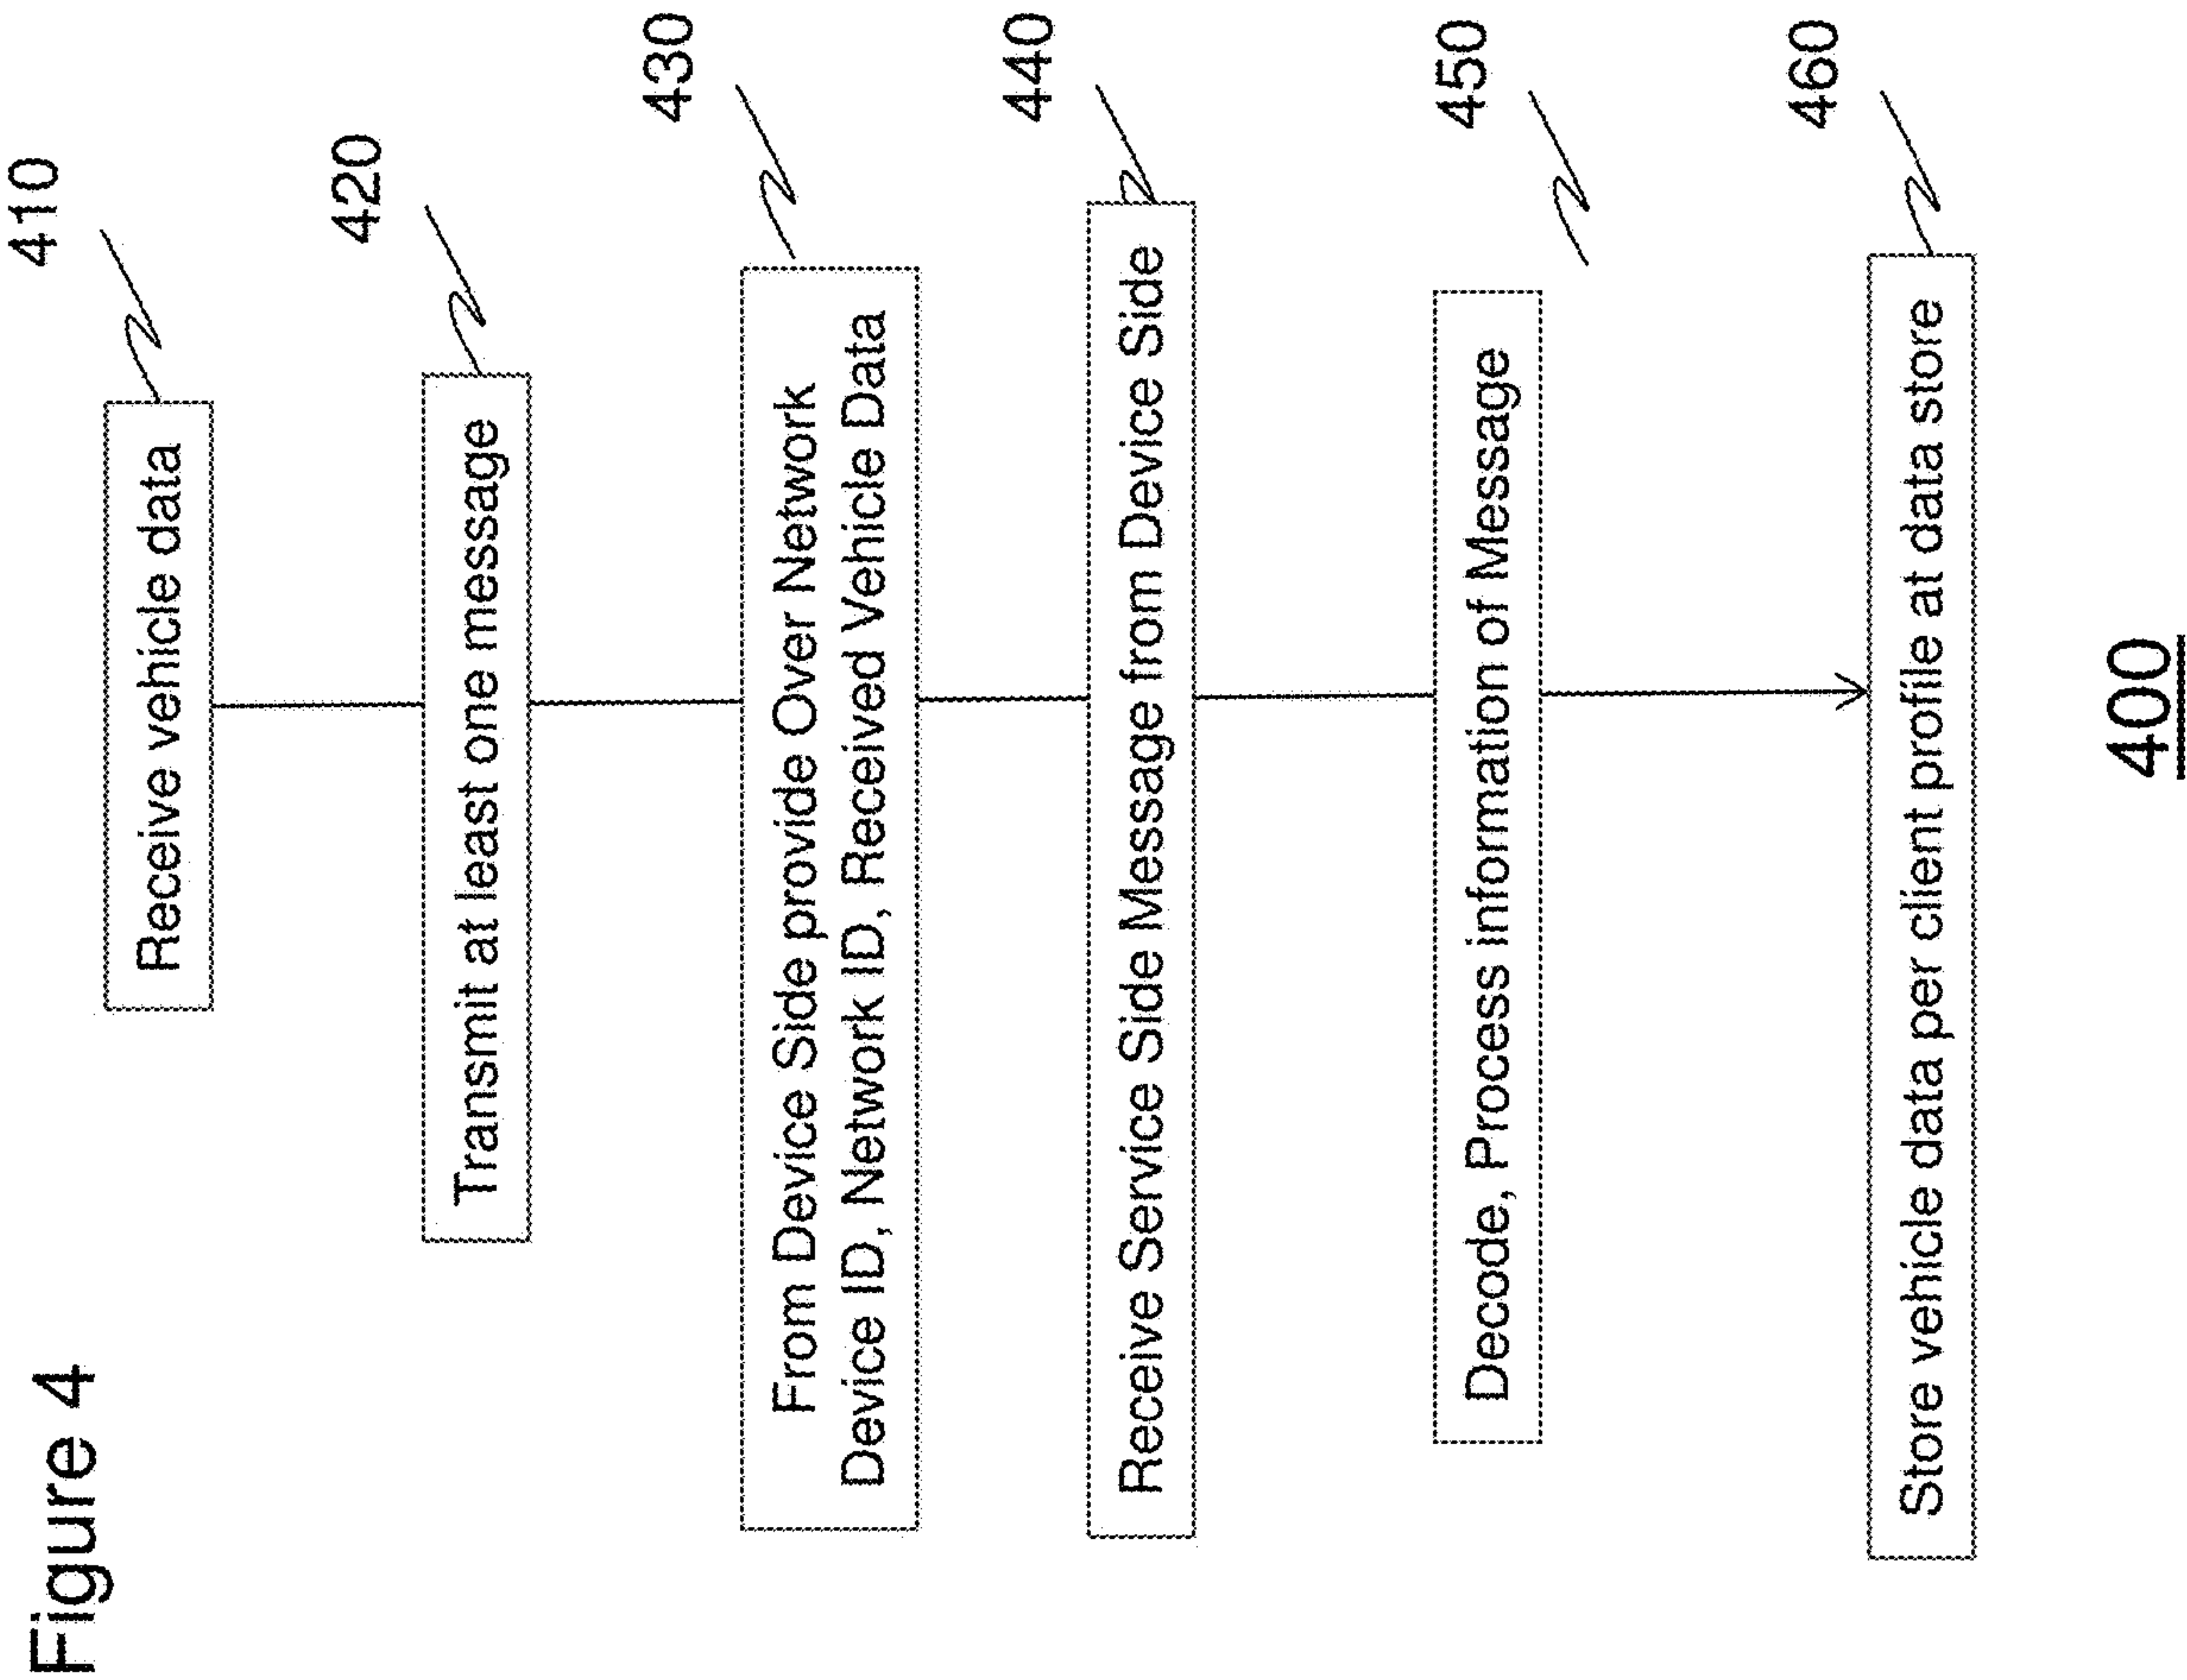 Figure 4
410
Receive vehicle data
420
Transmit at least one message
430
From Device Side provide Over Network
Device ID, Network ID, Received Vehicle Data
440
Receive Service Side Message from Device Side
450
Decode, Process information of Message
460
Store vehicle data per client profile at data store
400